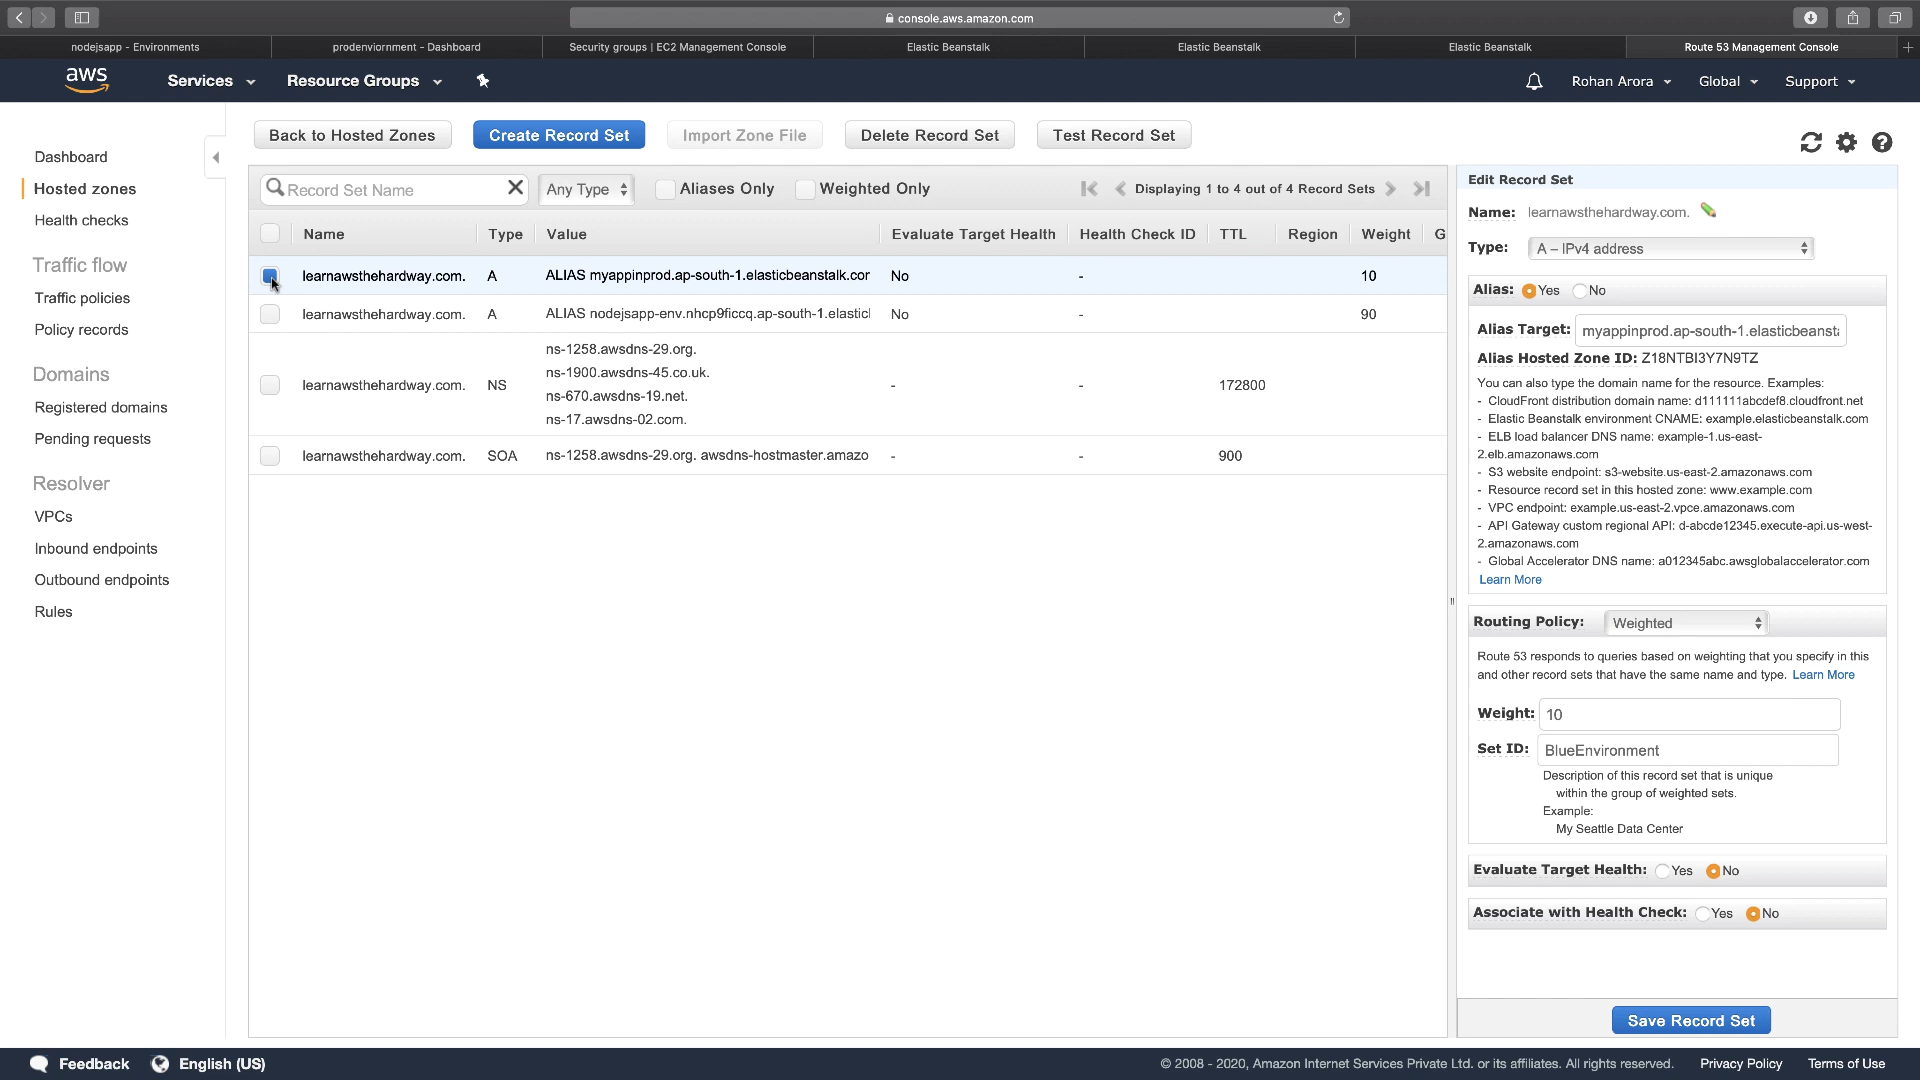 console.aws.amazon.com
nodejsapp - Environments
prodenviornment - Dashboard
Security groups | EC2 Management Console
Elastic Beanstalk
Elastic Beanstalk
Elastic Beanstalk
Route 53 Management Console
aws
Services
Resource Groups
Rohan Arora
Global
Support
Dashboard
Hosted zones
Health checks
Traffic flow
Traffic policies
Policy records
Domains
Registered domains
Pending requests
Resolver
VPCs
Inbound endpoints
Outbound endpoints
Rules
Back to Hosted Zones
Create Record Set
Import Zone File
Delete Record Set
Test Record Set
Record Set Name
Any Type
Aliases Only
Weighted Only
Displaying 1 to 4 out of 4 Record Sets
Name Type Value Evaluate Target Health Health Check ID TTL Region Weight G
learnawsthehardway.com. A ALIAS myappinprod.ap-south-1.elasticbeanstalk.cor No - 10
learnawsthehardway.com. A ALIAS nodejsapp-env.nhcp9ficcq.ap-south-1.elasticl No - 90
ns-1258.awsdns-29.org.
ns-1900.awsdns-45.co.uk.
learnawsthehardway.com. NS - - 172800
ns-670.awsdns-19.net.
ns-17.awsdns-02.com.
learnawsthehardway.com. SOA ns-1258.awsdns-29.org. awsdns-hostmaster.amazo - - 900
Edit Record Set
Name: learnawsthehardway.com.
Type: A – IPv4 address
Alias: Yes No
Alias Target: myappinprod.ap-south-1.elasticbeansta
Alias Hosted Zone ID: Z18NTBI3Y7N9TZ
You can also type the domain name for the resource. Examples:
- CloudFront distribution domain name: d111111abcdef8.cloudfront.net
- Elastic Beanstalk environment CNAME: example.elasticbeanstalk.com
- ELB load balancer DNS name: example-1.us-east-
2.elb.amazonaws.com
- S3 website endpoint: s3-website.us-east-2.amazonaws.com
- Resource record set in this hosted zone: www.example.com
- VPC endpoint: example.us-east-2.vpce.amazonaws.com
- API Gateway custom regional API: d-abcde12345.execute-api.us-west-
2.amazonaws.com
- Global Accelerator DNS name: a012345abc.awsglobalaccelerator.com
Learn More
Routing Policy: Weighted
Route 53 responds to queries based on weighting that you specify in this
and other record sets that have the same name and type. Learn More
Weight: 10
Set ID: BlueEnvironment
Description of this record set that is unique
within the group of weighted sets.
Example:
My Seattle Data Center
Evaluate Target Health: Yes No
Associate with Health Check: Yes No
Save Record Set
Feedback
English (US)
© 2008 - 2020, Amazon Internet Services Private Ltd. or its affiliates. All rights reserved.
Privacy Policy
Terms of Use